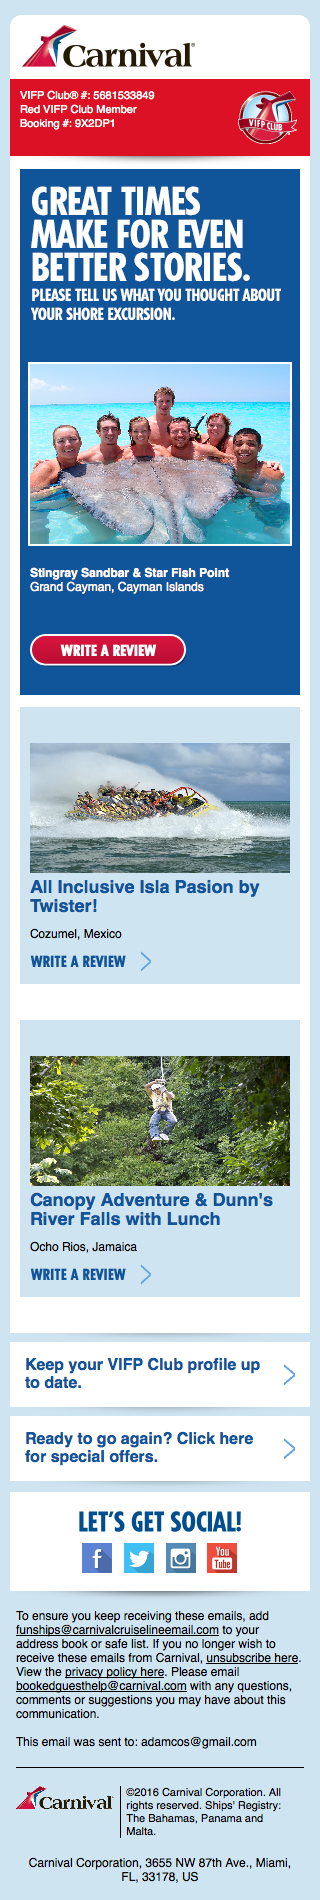 Carnival®
VIFP Club® #: 5681533849
Red VIFP Club Member
Booking #: 9X2DP1
VIFP CLUB
GREAT TIMES
MAKE FOR EVEN
BETTER STORIES.
PLEASE TELL US WHAT YOU THOUGHT ABOUT
YOUR SHORE EXCURSION.
Stingray Sandbar & Star Fish Point
Grand Cayman, Cayman Islands
WRITE A REVIEW
All Inclusive Isla Pasion by
Twister!
Cozumel, Mexico
WRITE A REVIEW
Canopy Adventure & Dunn's
River Falls with Lunch
Ocho Rios, Jamaica
WRITE A REVIEW
Keep your VIFP Club profile up
to date.
Ready to go again? Click here
for special offers.
LET'S GET SOCIAL!
f
You
Tube
To ensure you keep receiving these emails, add
funships@carnivalcruiselineemail.com to your
address book or safe list. If you no longer wish to
receive these emails from Carnival, unsubscribe here.
View the privacy policy here. Please email
bookedguesthelp@carnival.com with any questions,
comments or suggestions you may have about this
communication.
This email was sent to: adamcos@gmail.com
Carnival
©2016 Carnival Corporation. All
rights reserved. Ships' Registry:
The Bahamas, Panama and
Malta.
Carnival Corporation, 3655 NW 87th Ave., Miami,
FL, 33178, US